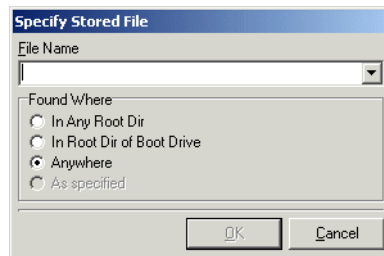 Specify Stored File
File Name
Found Where
In Any Root Dir
In Root Dir of Boot Drive
Anywhere
As specified
OK Cancel